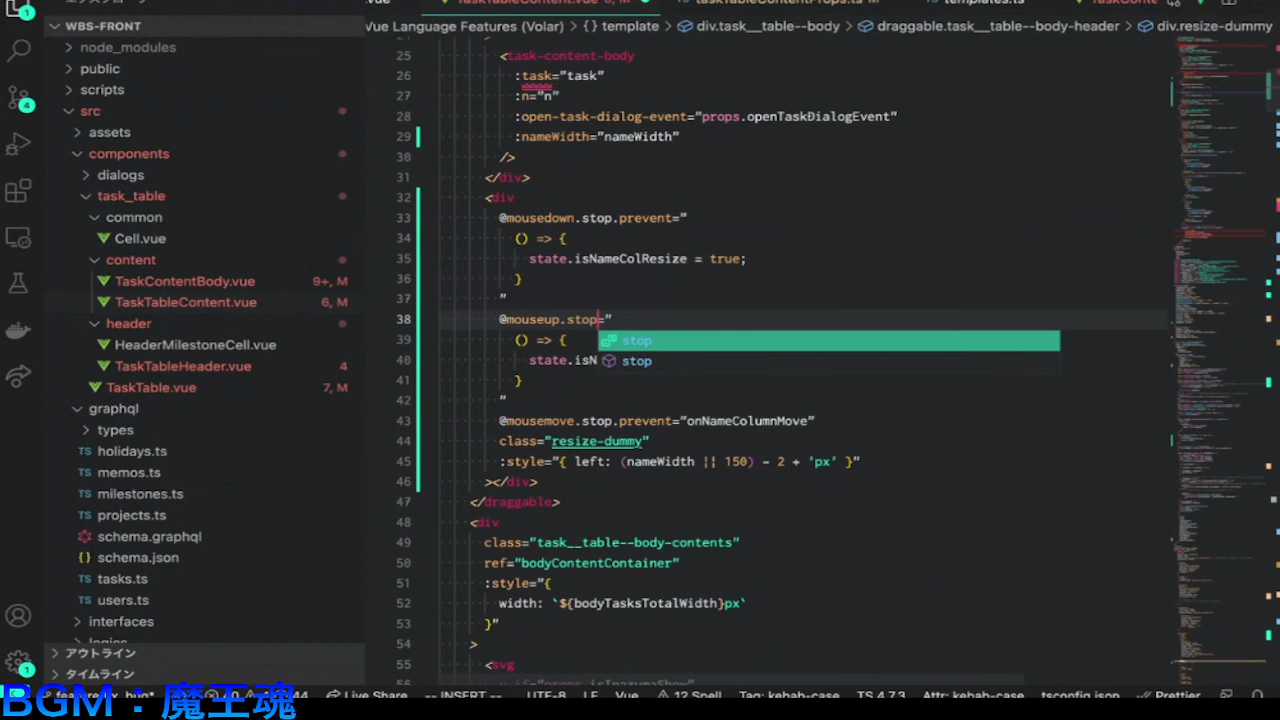 WBS-FRONT
node_modules
public
scripts
src
assets
components
dialogs
task_table
common
Cell.vue
content
TaskContentBody.vue 9+, M
TaskTableContent.vue 6, M
header
HeaderMilestoneCell.vue
TaskTableHeader.vue 4
TaskTable.vue 7, M
graphql
types
holidays.ts
memos.ts
milestones.ts
projects.ts
schema.graphql
schema.json
tasks.ts
users.ts
interfaces
アウトライン
タイムライン
1
4
1
Vue Language Features (Volar) > {} template > div.task__table--body > draggable.task__table--body-header > div.resize-dummy
25 <task-content-body
26 :task="task"
27 :n="n"
28 :open-task-dialog-event="props.openTaskDialogEvent"
29 :nameWidth="nameWidth"
30 />
31 </div>
32 <div
33 @mousedown.stop.prevent="
34 () => {
35 state.isNameColResize = true;
36 }
37 "
38 @mouseup.stop="
39 () => {
40 state.isN
41 }
42 "
stop
stop
43 @mousemove.stop.prevent="onNameColumnMove"
44 class="resize-dummy"
45 :style="{ left: (nameWidth || 150) - 2 + 'px' }"
46 ></div>
47 </draggable>
48 <div
49 class="task__table--body-contents"
50 ref="bodyContentContainer"
51 :style="{
52 width: `${bodyTasksTotalWidth}px`
53 }"
54 >
55 <svg
56 v-if="props.isInazumaShow"
Live Share -- INSERT -- UTF-8 LF Vue 12 Spell Tag: kebab-case TS 4.7.3 Attr: kebab-case tsconfig.json Prettier
BGM：魔王魂